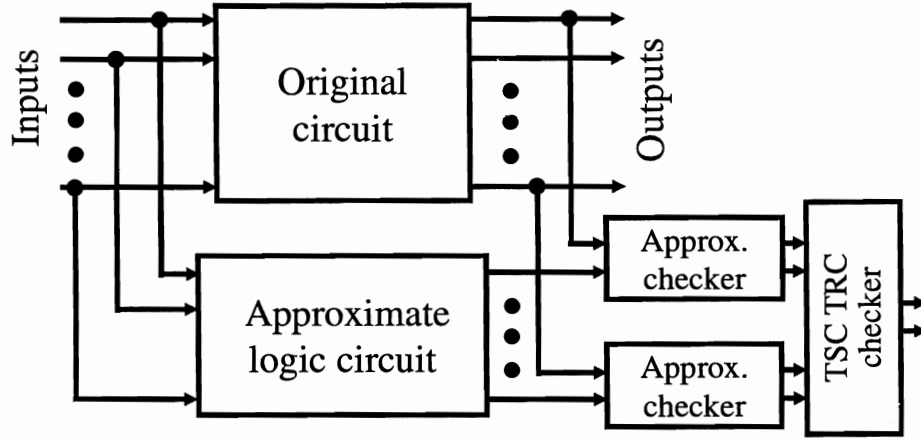 Inputs
Original
circuit
Outputs
Approximate
logic circuit
Approx.
checker
Approx.
checker
TSC TRC
checker